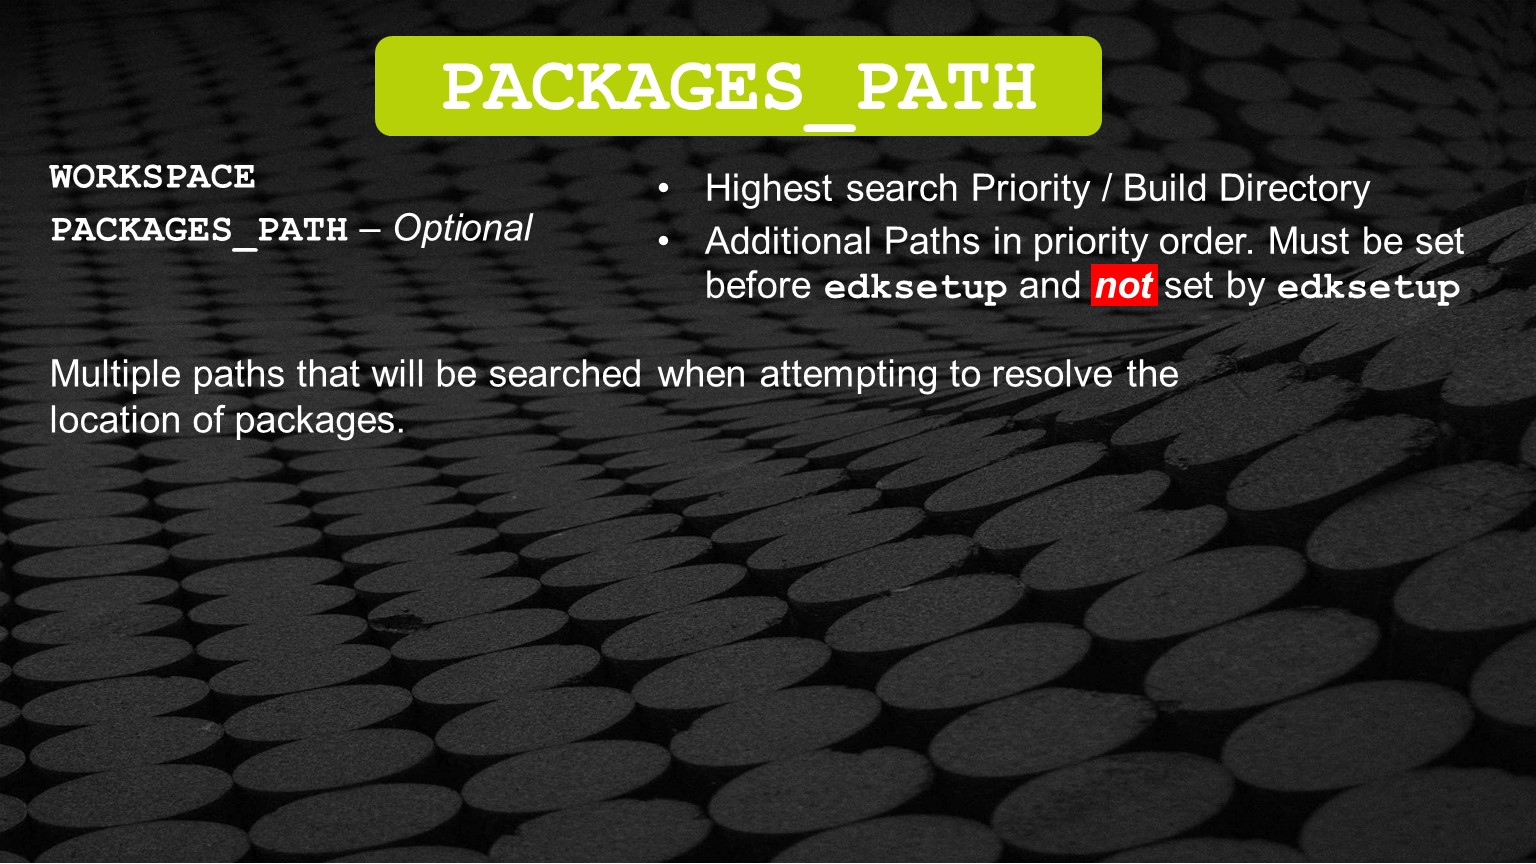 PACKAGES_PATH
WORKSPACE
PACKAGES_PATH – Optional
• Highest search Priority / Build Directory
• Additional Paths in priority order. Must be set
before edksetup and not set by edksetup
Multiple paths that will be searched when attempting to resolve the
location of packages.